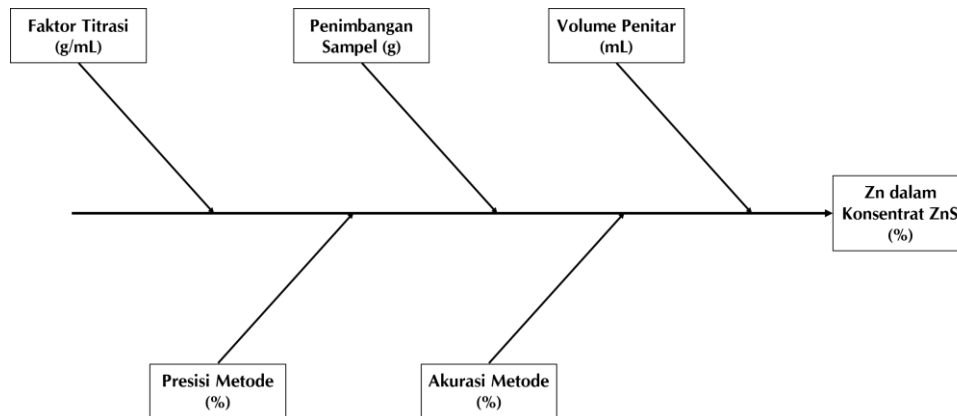 Faktor Titrasi
(g/mL)
Penimbangan
Sampel (g)
Volume Penitar
(mL)
Zn dalam
Konsentrat ZnS
(%)
Presisi Metode
(%)
Akurasi Metode
(%)